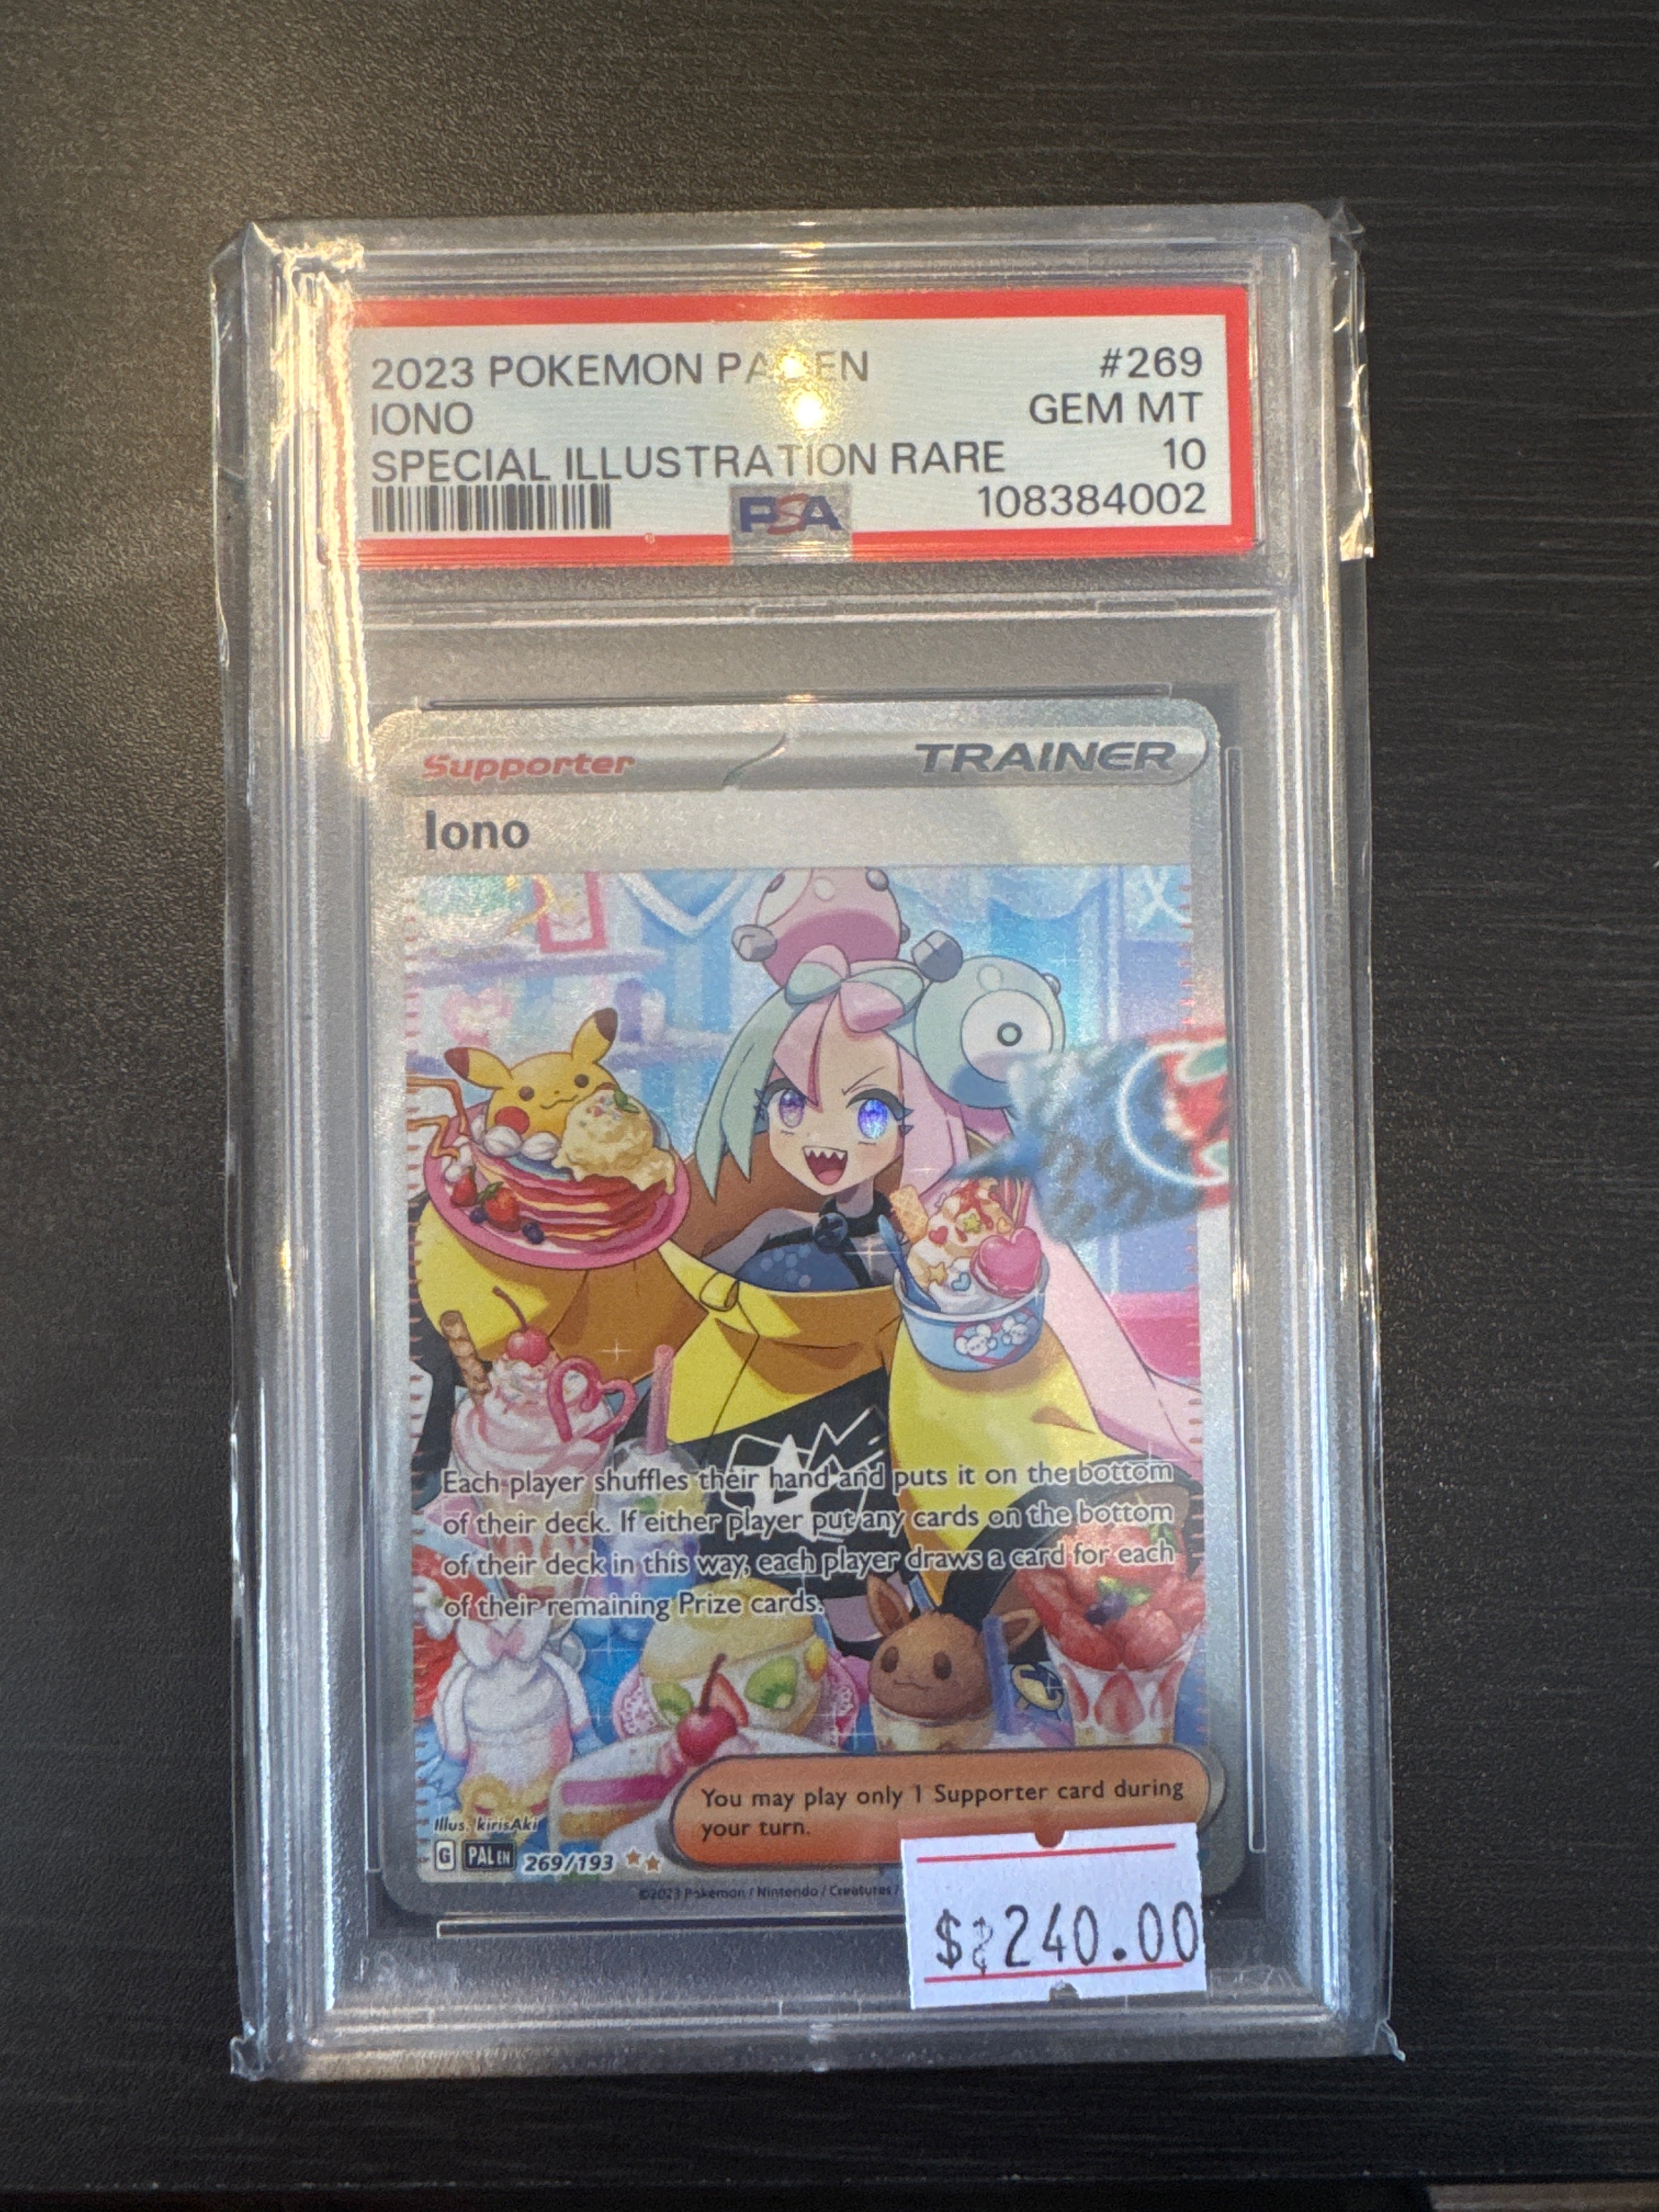 2023 POKEMON PAL EN
#269
IONO
GEM MT
SPECIAL ILLUSTRATION RARE
10
PSA
108384002
Supporter
TRAINER
Iono
Each player shuffles their hand and puts it on the bottom
of their deck. If either player put any cards on the bottom
of their deck in this way, each player draws a card for each
of their remaining Prize cards.
You may play only 1 Supporter card during
your turn.
Illus. kirisAki
G PAL EN 269/193
©2023 Pokémon / Nintendo / Creatures /
$240.00